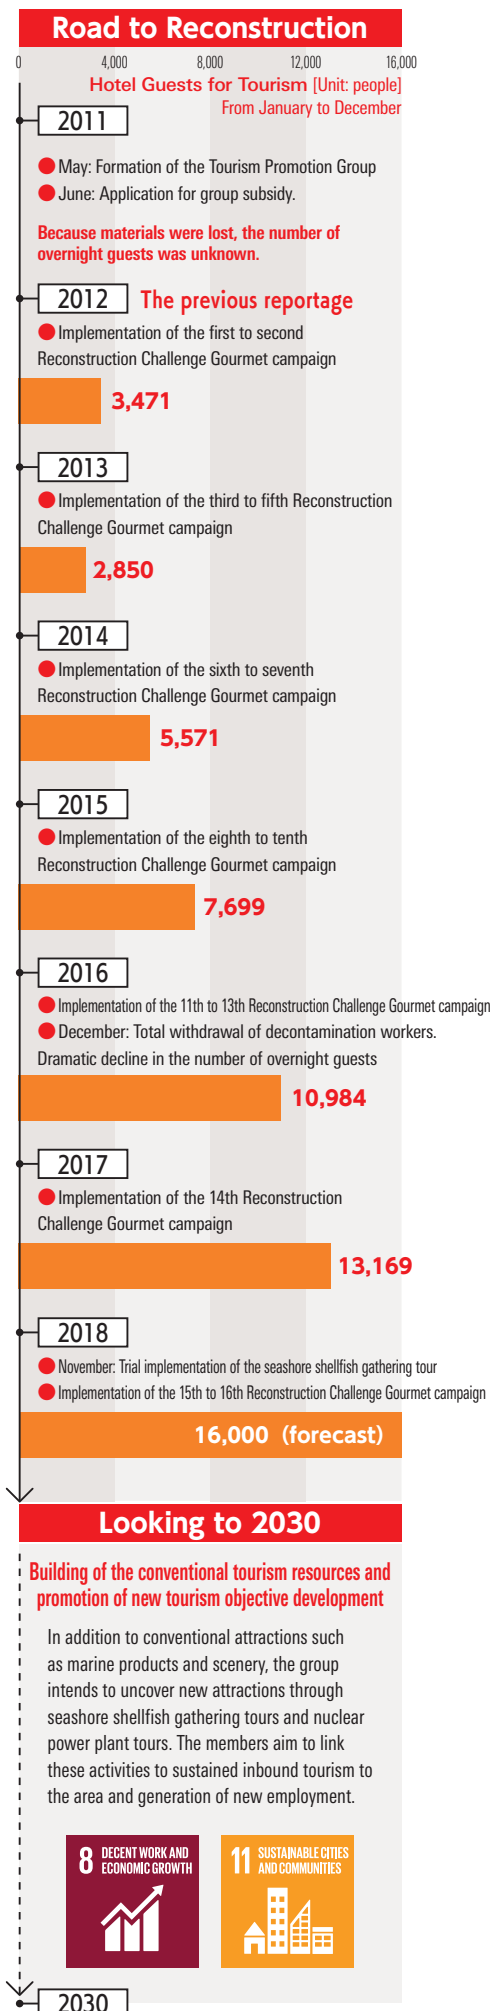 Road to Reconstruction
0 4,000 8,000 12,000 16,000
Hotel Guests for Tourism [Unit: people]
From January to December
2011
May: Formation of the Tourism Promotion Group
June: Application for group subsidy.
Because materials were lost, the number of
overnight guests was unknown.
2012 The previous reportage
Implementation of the first to second
Reconstruction Challenge Gourmet campaign
3,471
2013
Implementation of the third to fifth Reconstruction
Challenge Gourmet campaign
2,850
2014
Implementation of the sixth to seventh
Reconstruction Challenge Gourmet campaign
5,571
2015
Implementation of the eighth to tenth
Reconstruction Challenge Gourmet campaign
7,699
2016
Implementation of the 11th to 13th Reconstruction Challenge Gourmet campaign
December: Total withdrawal of decontamination workers.
Dramatic decline in the number of overnight guests
10,984
2017
Implementation of the 14th Reconstruction
Challenge Gourmet campaign
13,169
2018
November: Trial implementation of the seashore shellfish gathering tour
Implementation of the 15th to 16th Reconstruction Challenge Gourmet campaign
16,000 (forecast)
Looking to 2030
Building of the conventional tourism resources and
promotion of new tourism objective development
In addition to conventional attractions such
as marine products and scenery, the group
intends to uncover new attractions through
seashore shellfish gathering tours and nuclear
power plant tours. The members aim to link
these activities to sustained inbound tourism to
the area and generation of new employment.
8 DECENT WORK AND
ECONOMIC GROWTH
11 SUSTAINABLE CITIES
AND COMMUNITIES
2030